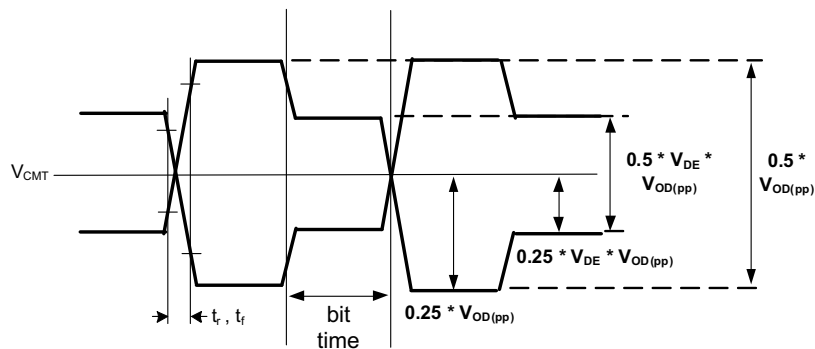 V_CMT
0.5 * V_DE *
V_OD(pp)
0.5 *
V_OD(pp)
0.25 * V_DE * V_OD(pp)
0.25 * V_OD(pp)
t_r , t_f
bit
time